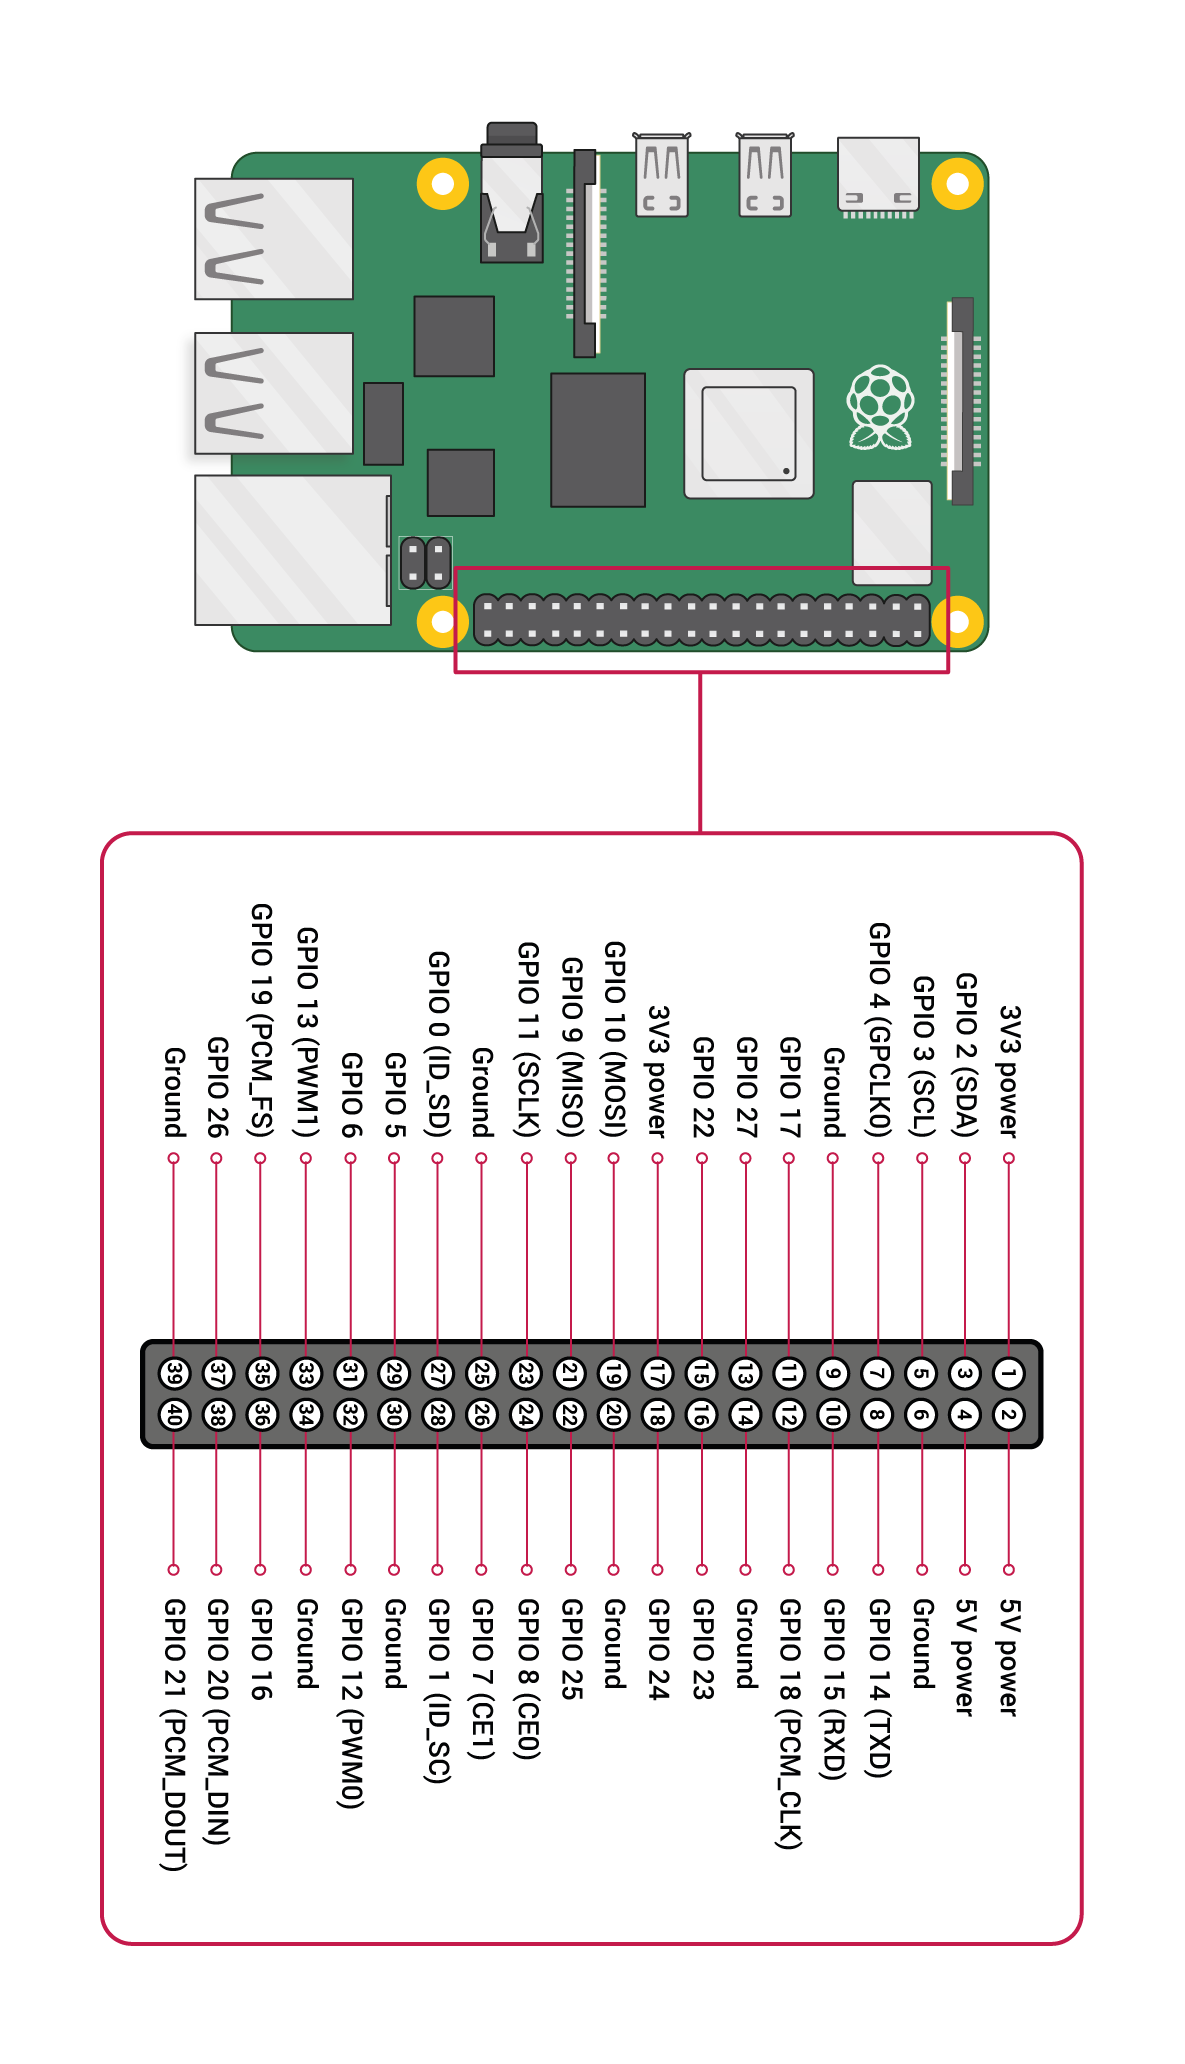 3V3 power
GPIO 2 (SDA)
GPIO 3 (SCL)
GPIO 4 (GPCLK0)
Ground
GPIO 17
GPIO 27
GPIO 22
3V3 power
GPIO 10 (MOSI)
GPIO 9 (MISO)
GPIO 11 (SCLK)
Ground
GPIO 0 (ID_SD)
GPIO 5
GPIO 6
GPIO 13 (PWM1)
GPIO 19 (PCM_FS)
GPIO 26
Ground
1 2
3 4
5 6
7 8
9 10
11 12
13 14
15 16
17 18
19 20
21 22
23 24
25 26
27 28
29 30
31 32
33 34
35 36
37 38
39 40
5V power
5V power
Ground
GPIO 14 (TXD)
GPIO 15 (RXD)
GPIO 18 (PCM_CLK)
Ground
GPIO 23
GPIO 24
Ground
GPIO 25
GPIO 8 (CE0)
GPIO 7 (CE1)
GPIO 1 (ID_SC)
Ground
GPIO 12 (PWM0)
Ground
GPIO 16
GPIO 20 (PCM_DIN)
GPIO 21 (PCM_DOUT)